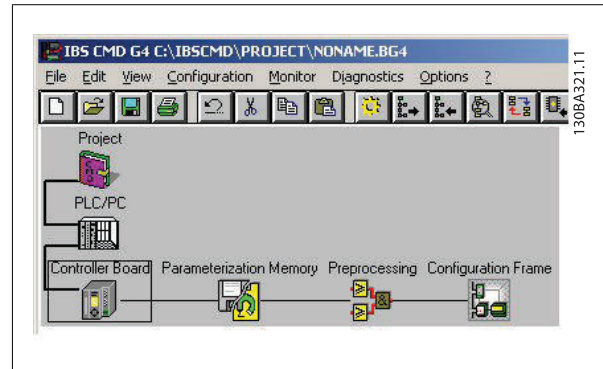 IBS CMD G4 C:\IBSCMD\PROJECT\NONAME.BG4
File Edit View Configuration Monitor Diagnostics Options ?
Project
PLC/PC
Controller Board Parameterization Memory Preprocessing Configuration Frame
130BA321.11